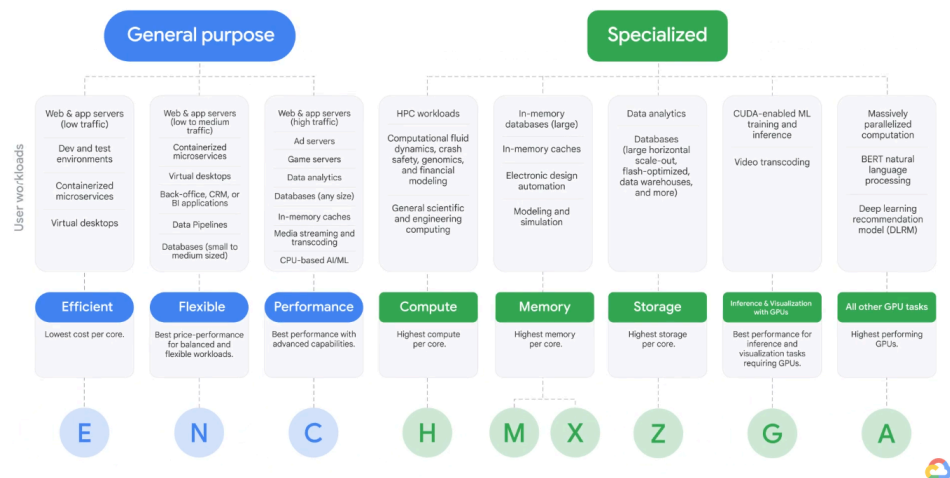 General purpose
Specialized
User workloads
Web & app servers
(low traffic)
Dev and test
environments
Containerized
microservices
Virtual desktops
Web & app servers
(low to medium
traffic)
Containerized
microservices
Virtual desktops
Back-office, CRM, or
BI applications
Data Pipelines
Databases (small to
medium sized)
Web & app servers
(high traffic)
Ad servers
Game servers
Data analytics
Databases (any size)
In-memory caches
Media streaming and
transcoding
CPU-based AI/ML
HPC workloads
Computational fluid
dynamics, crash
safety, genomics,
and financial
modeling
General scientific
and engineering
computing
In-memory
databases (large)
In-memory caches
Electronic design
automation
Modeling and
simulation
Data analytics
Databases
(large horizontal
scale-out,
flash-optimized,
data warehouses,
and more)
CUDA-enabled ML
training and
inference
Video transcoding
Massively
parallelized
computation
BERT natural
language
processing
Deep learning
recommendation
model (DLRM)
Efficient
Lowest cost per core.
Flexible
Best price-performance
for balanced and
flexible workloads.
Performance
Best performance with
advanced capabilities.
Compute
Highest compute
per core.
Memory
Highest memory
per core.
Storage
Highest storage
per core.
Inference & Visualization
with GPUs
Best performance for
inference and
visualization tasks
requiring GPUs.
All other GPU tasks
Highest performing
GPUs.
E
N
C
H
M
X
Z
G
A